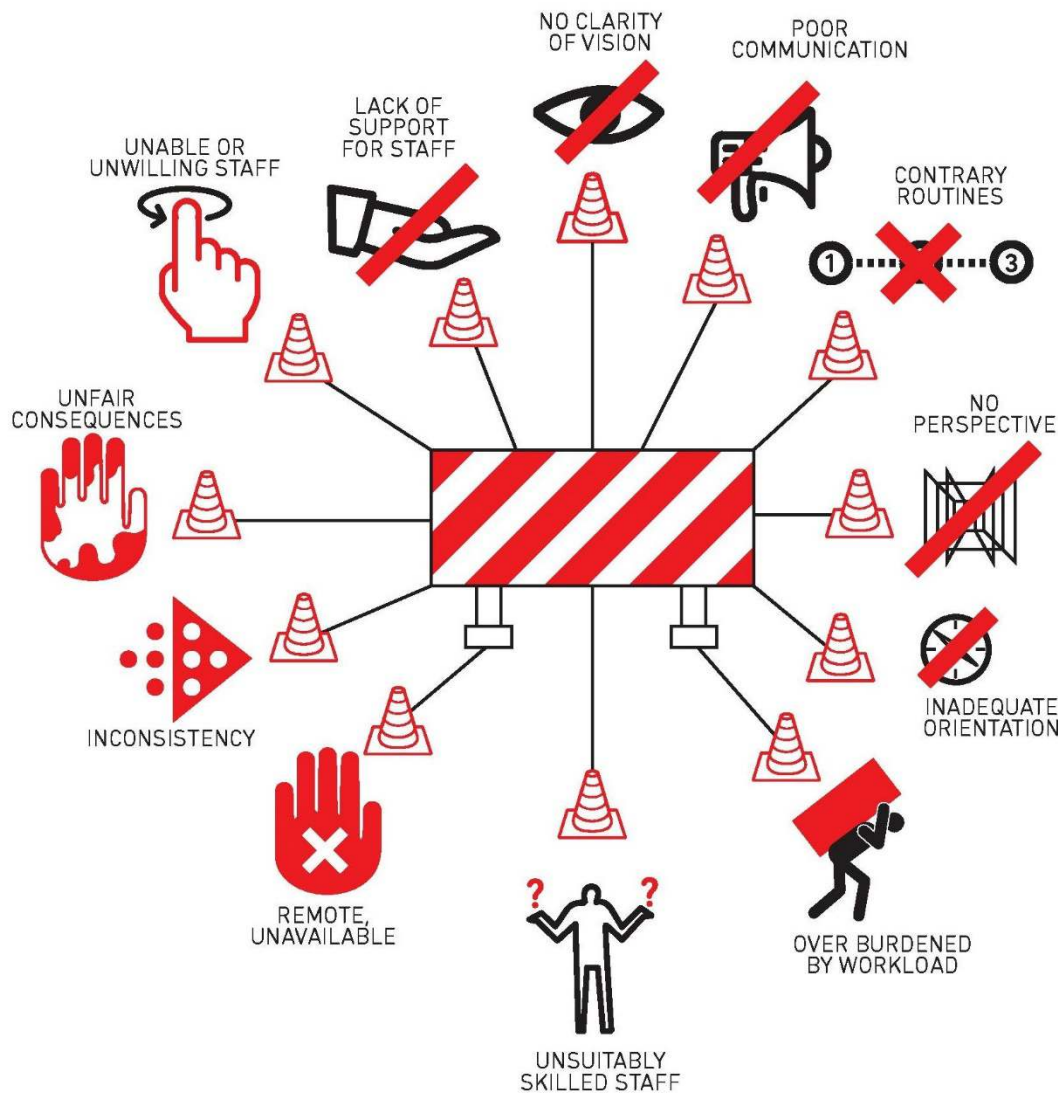 NO CLARITY
OF VISION
POOR
COMMUNICATION
LACK OF
SUPPORT
FOR STAFF
UNABLE OR
UNWILLING STAFF
CONTRARY
ROUTINES
1
3
UNFAIR
CONSEQUENCES
NO
PERSPECTIVE
INADEQUATE
ORIENTATION
INCONSISTENCY
REMOTE,
UNAVAILABLE
? ?
OVER BURDENED
BY WORKLOAD
UNSUITABLY
SKILLED STAFF